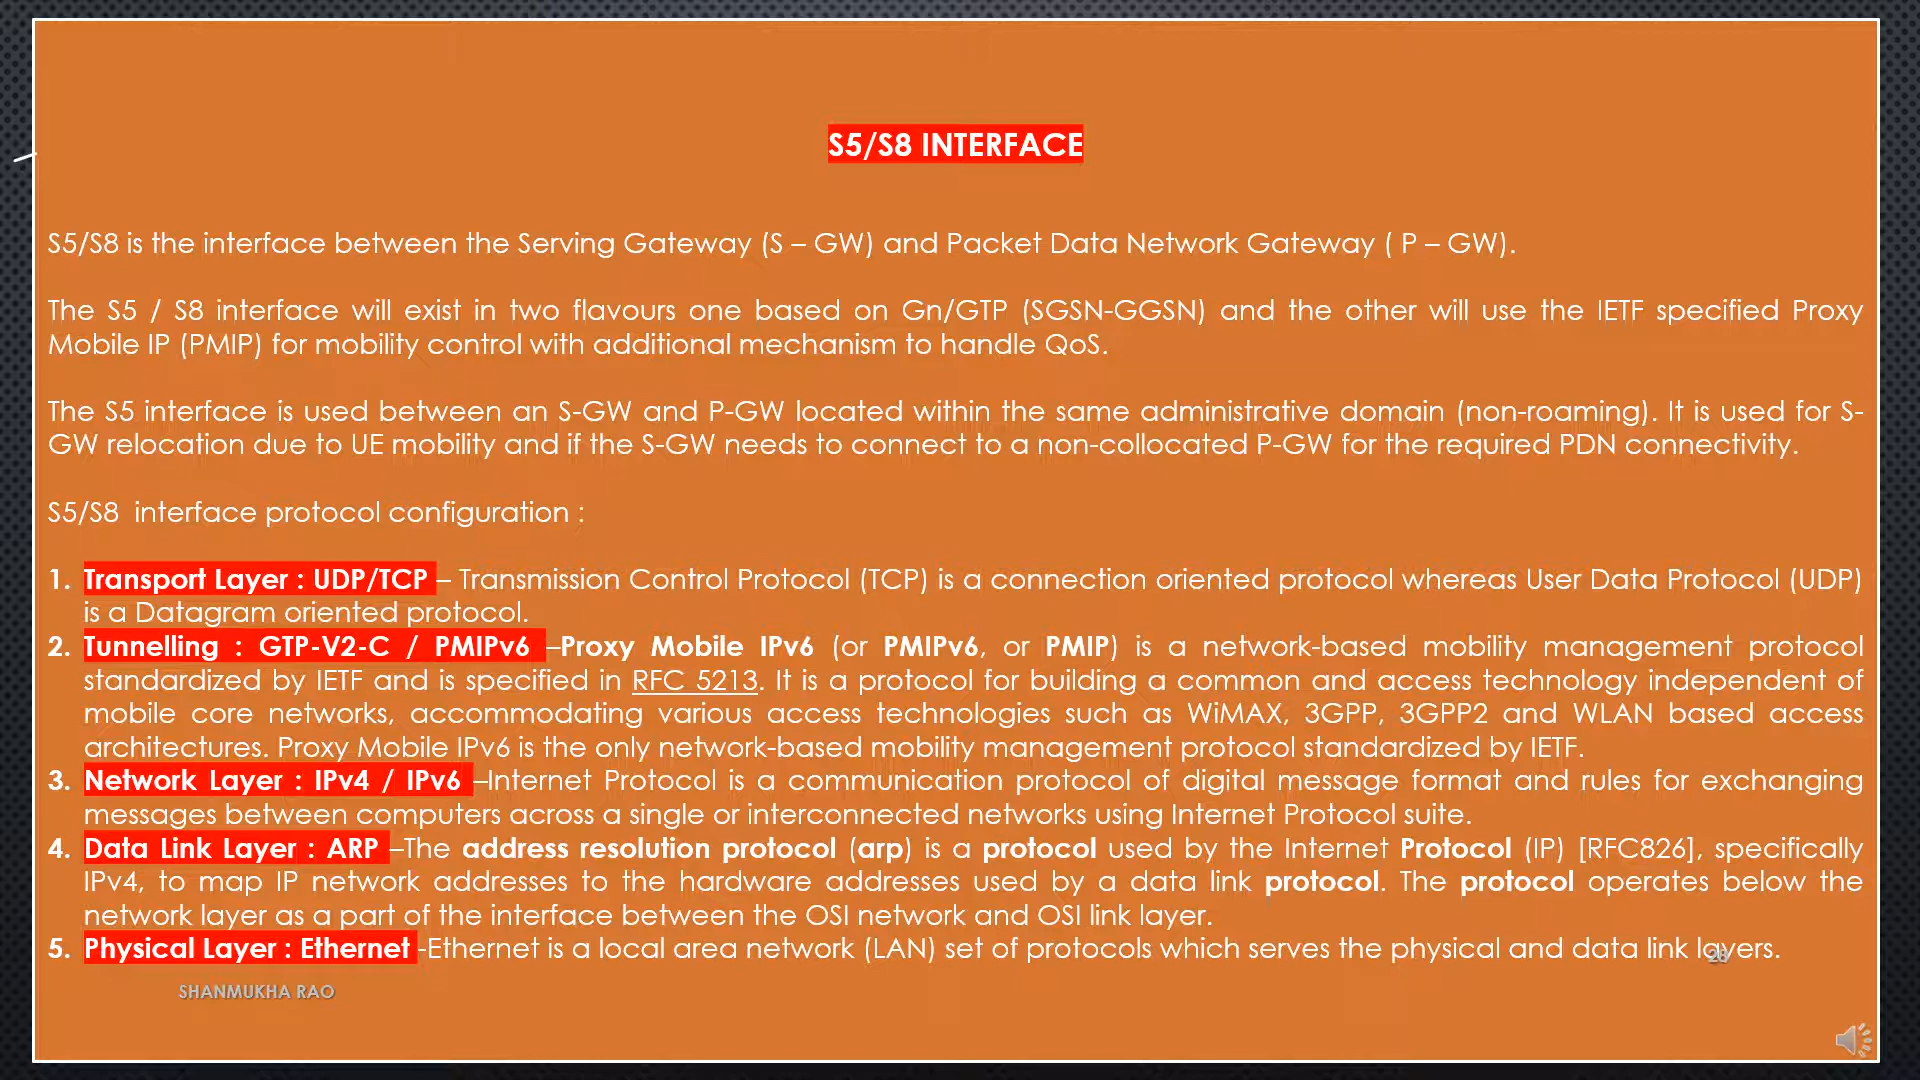 S5/S8 INTERFACE
S5/S8 is the interface between the Serving Gateway (S – GW) and Packet Data Network Gateway ( P – GW).
The S5 / S8 interface will exist in two flavours one based on Gn/GTP (SGSN-GGSN) and the other will use the IETF specified Proxy
Mobile IP (PMIP) for mobility control with additional mechanism to handle QoS.
The S5 interface is used between an S-GW and P-GW located within the same administrative domain (non-roaming). It is used for S-
GW relocation due to UE mobility and if the S-GW needs to connect to a non-collocated P-GW for the required PDN connectivity.
S5/S8 interface protocol configuration :
1. Transport Layer : UDP/TCP – Transmission Control Protocol (TCP) is a connection oriented protocol whereas User Data Protocol (UDP)
is a Datagram oriented protocol.
2. Tunnelling : GTP-V2-C / PMIPv6 –Proxy Mobile IPv6 (or PMIPv6, or PMIP) is a network-based mobility management protocol
standardized by IETF and is specified in RFC 5213. It is a protocol for building a common and access technology independent of
mobile core networks, accommodating various access technologies such as WiMAX, 3GPP, 3GPP2 and WLAN based access
architectures. Proxy Mobile IPv6 is the only network-based mobility management protocol standardized by IETF.
3. Network Layer : IPv4 / IPv6 –Internet Protocol is a communication protocol of digital message format and rules for exchanging
messages between computers across a single or interconnected networks using Internet Protocol suite.
4. Data Link Layer : ARP –The address resolution protocol (arp) is a protocol used by the Internet Protocol (IP) [RFC826], specifically
IPv4, to map IP network addresses to the hardware addresses used by a data link protocol. The protocol operates below the
network layer as a part of the interface between the OSI network and OSI link layer.
5. Physical Layer : Ethernet -Ethernet is a local area network (LAN) set of protocols which serves the physical and data link layers.
SHANMUKHA RAO